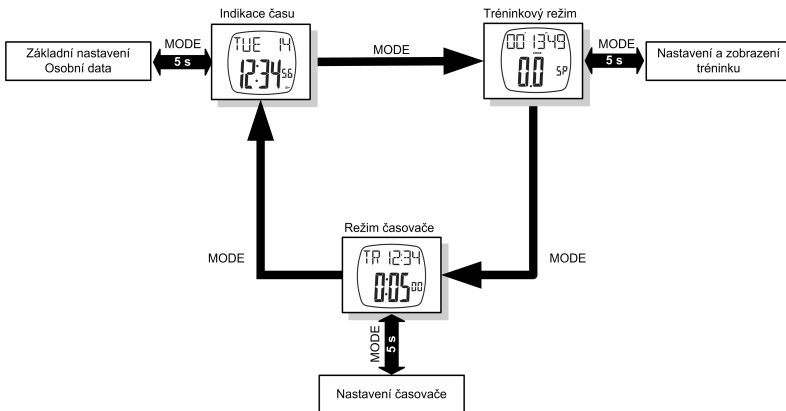 Indikace času
TUE 14
12:34 56
Tréninkový režim
00:13'49
0.0 SP
MODE
Základní nastavení
Osobní data
MODE
5 s
MODE
5 s
Nastavení a zobrazení
tréninku
Režim časovače
TR 12:34
0:05 00
MODE
MODE
MODE
5 s
Nastavení časovače